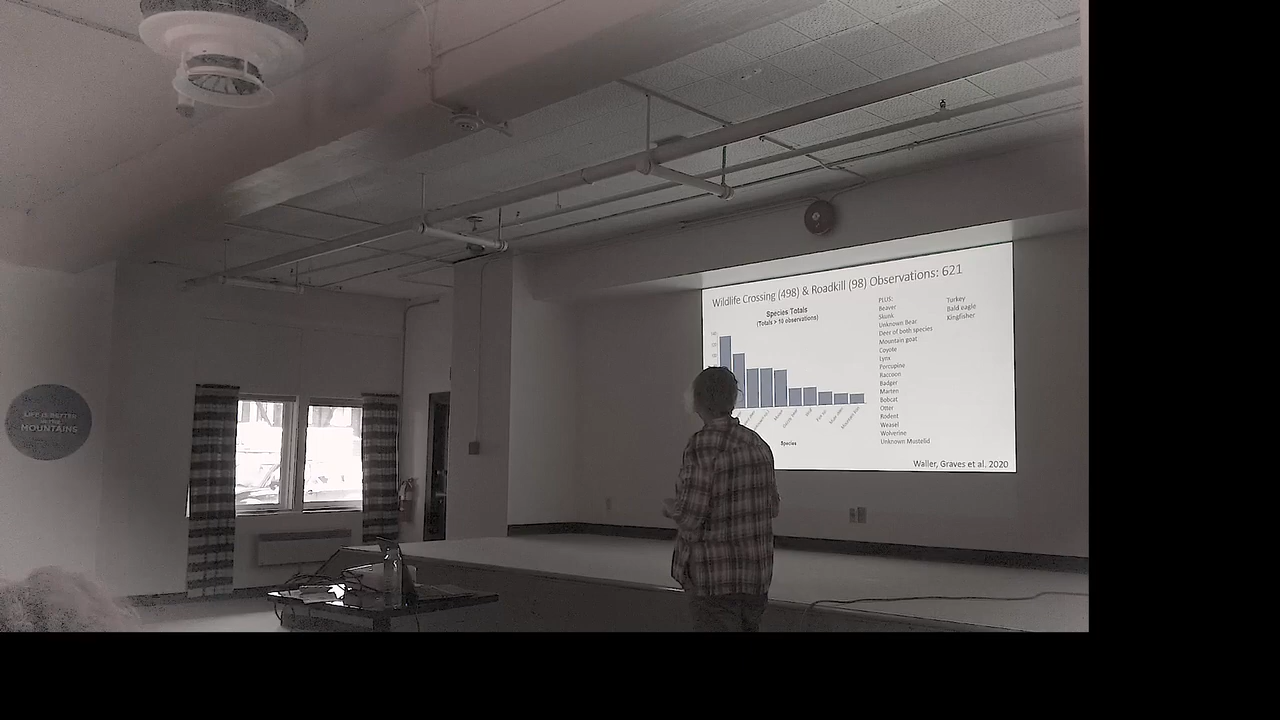 LIFE IS BETTER
IN THE
MOUNTAINS
Wildlife Crossing (498) & Roadkill (98) Observations: 621
Species Totals
(Totals > 10 observations)
Species
PLUS:
Beaver
Skunk
Unknown Bear
Deer of both species
Mountain goat
Coyote
Lynx
Porcupine
Raccoon
Badger
Marten
Bobcat
Otter
Rodent
Weasel
Wolverine
Unknown Mustelid
Turkey
Bald eagle
Kingfisher
Waller, Graves et al. 2020